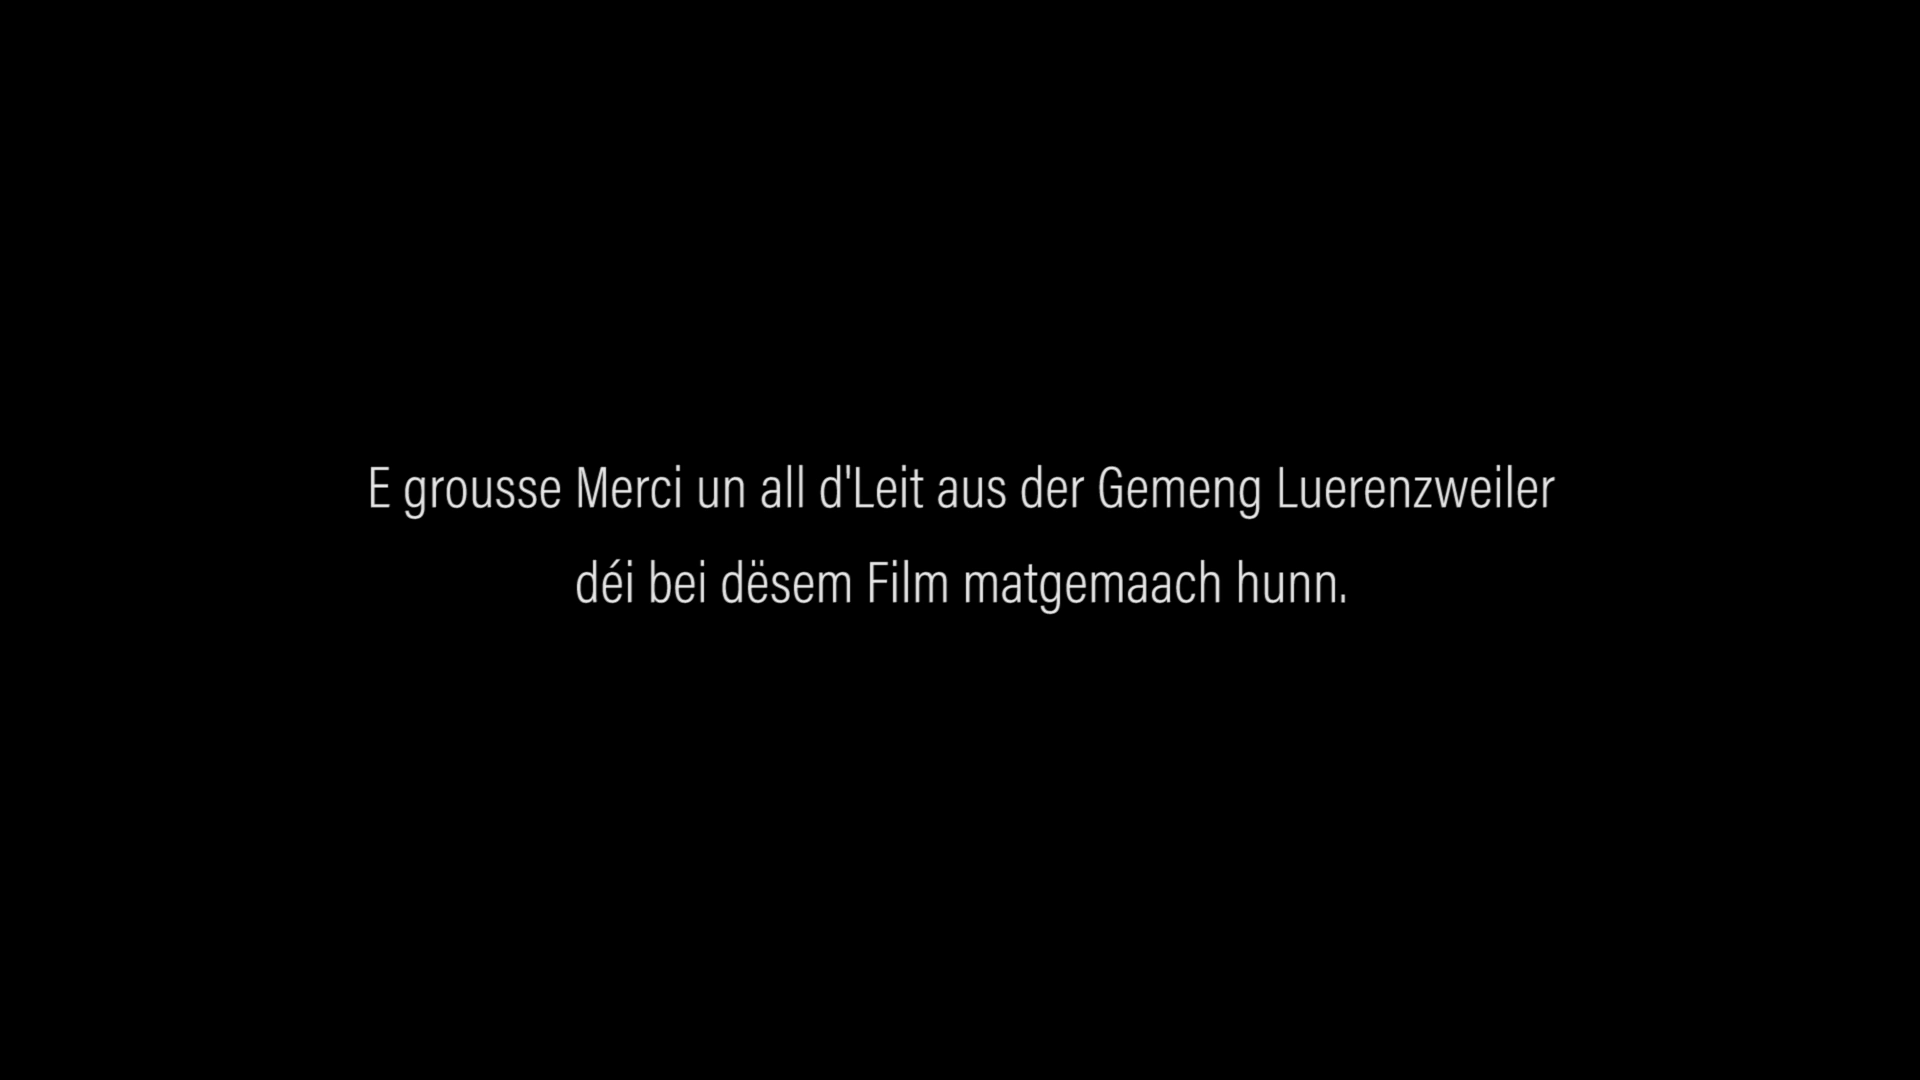 E grousse Merci un all d'Leit aus der Gemeng Luerenzweiler
déi bei dësem Film matgemaach hunn.